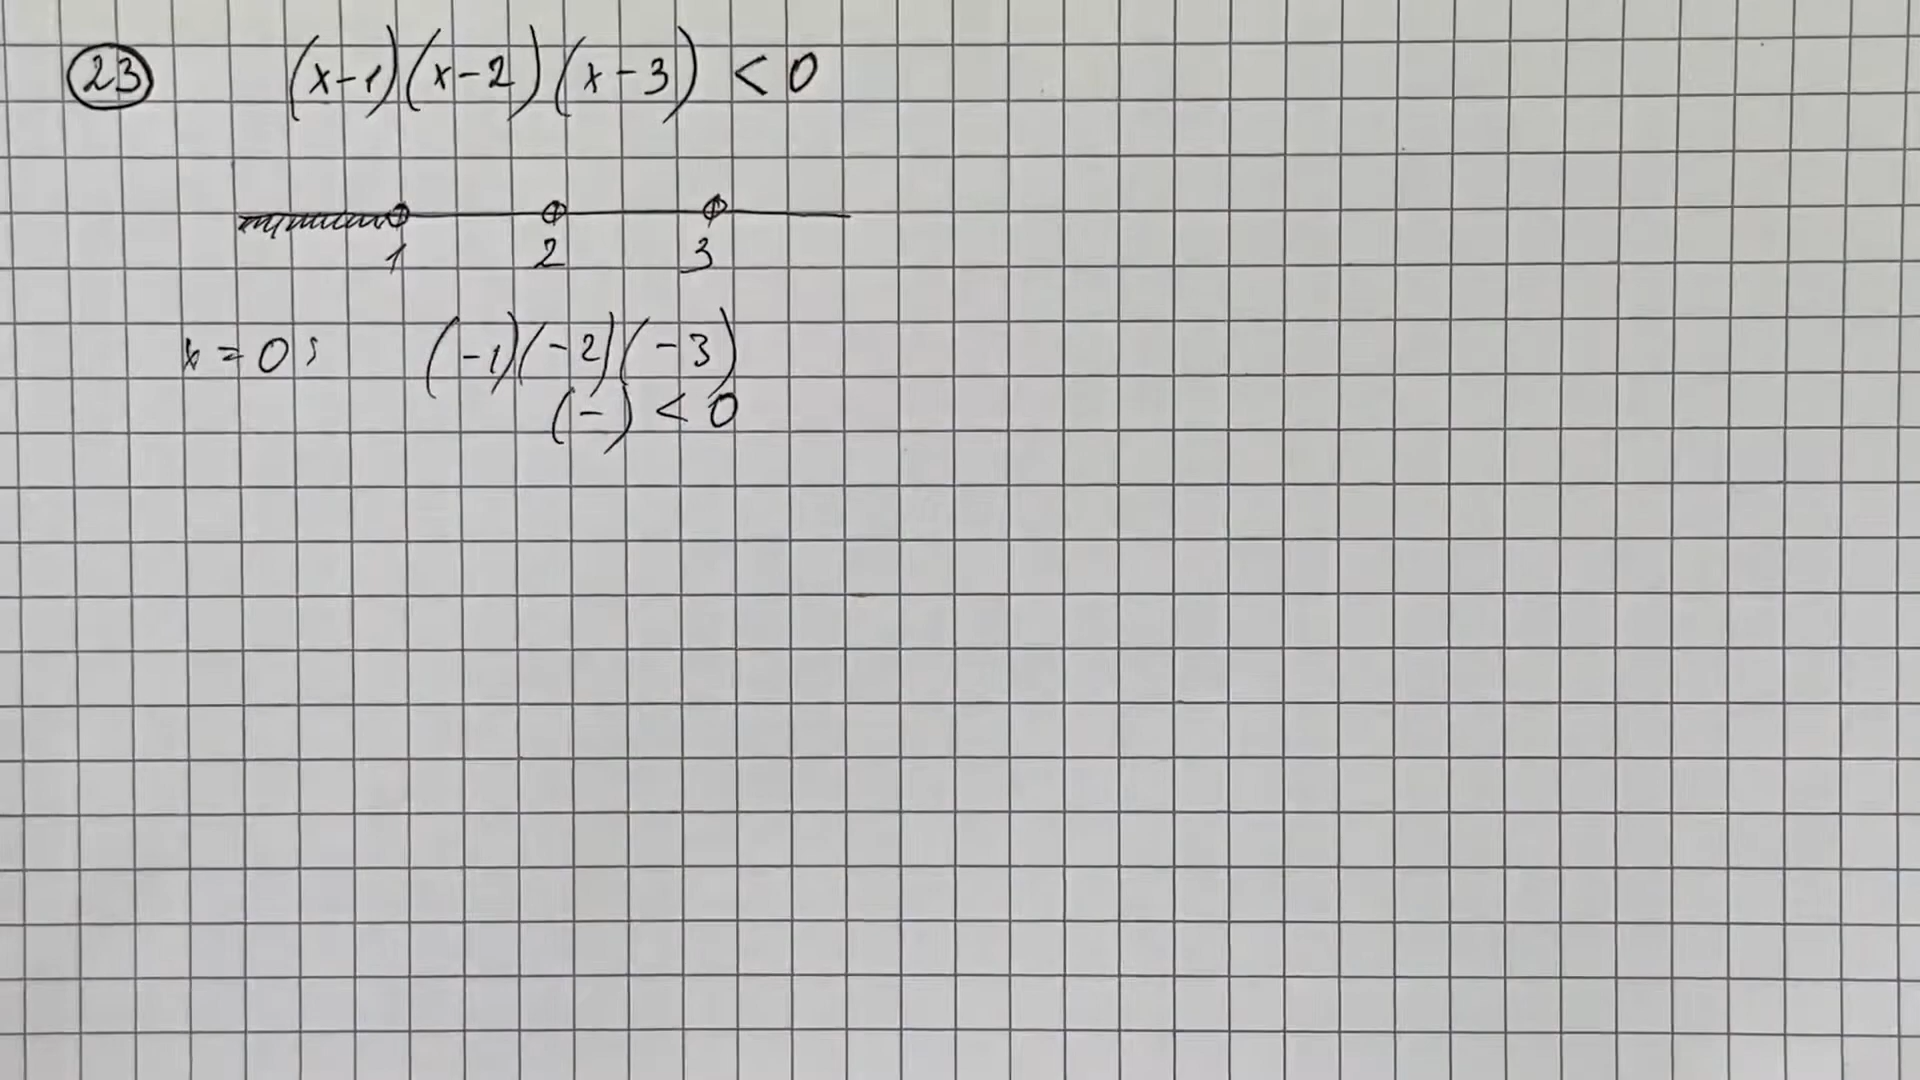 23 (x-1)(x-2)(x-3) < 0
1 2 3
x = 0 : (-1)(-2)(-3)
(-) < 0